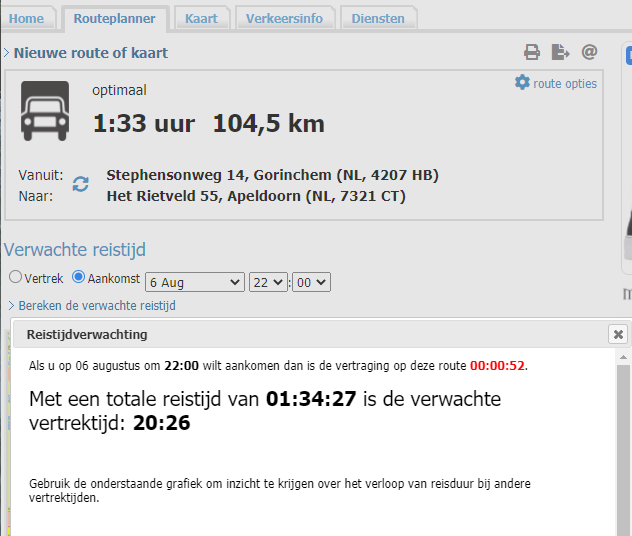 Home Routeplanner Kaart Verkeersinfo Diensten
> Nieuwe route of kaart @
route opties
optimaal
1:33 uur 104,5 km
Vanuit: Stephensonweg 14, Gorinchem (NL, 4207 HB)
Naar: Het Rietveld 55, Apeldoorn (NL, 7321 CT)
Verwachte reistijd
Vertrek Aankomst 6 Aug 22 : 00
> Bereken de verwachte reistijd
Reistijdverwachting
Als u op 06 augustus om 22:00 wilt aankomen dan is de vertraging op deze route 00:00:52.
Met een totale reistijd van 01:34:27 is de verwachte
vertrektijd: 20:26
Gebruik de onderstaande grafiek om inzicht te krijgen over het verloop van reisduur bij andere
vertrektijden.